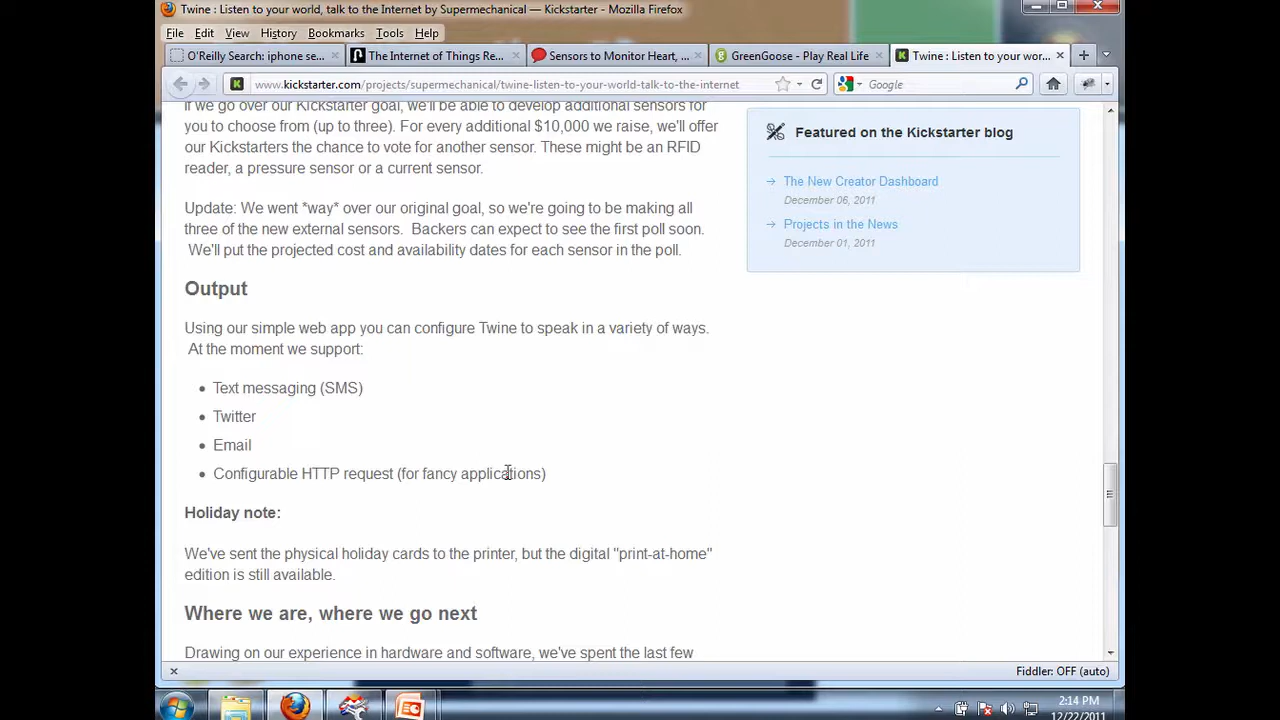 Twine : Listen to your world, talk to the Internet by Supermechanical — Kickstarter - Mozilla Firefox
File Edit View History Bookmarks Tools Help
O'Reilly Search: iphone se... The Internet of Things Re... Sensors to Monitor Heart, ... GreenGoose - Play Real Life Twine : Listen to your wor...
www.kickstarter.com/projects/supermechanical/twine-listen-to-your-world-talk-to-the-internet Google
If we go over our Kickstarter goal, we'll be able to develop additional sensors for
you to choose from (up to three). For every additional $10,000 we raise, we'll offer
our Kickstarters the chance to vote for another sensor. These might be an RFID
reader, a pressure sensor or a current sensor.
Update: We went *way* over our original goal, so we're going to be making all
three of the new external sensors. Backers can expect to see the first poll soon.
We'll put the projected cost and availability dates for each sensor in the poll.
Output
Using our simple web app you can configure Twine to speak in a variety of ways.
At the moment we support:
• Text messaging (SMS)
• Twitter
• Email
• Configurable HTTP request (for fancy applications)
Holiday note:
We've sent the physical holiday cards to the printer, but the digital "print-at-home"
edition is still available.
Where we are, where we go next
Drawing on our experience in hardware and software, we've spent the last few
Featured on the Kickstarter blog
The New Creator Dashboard
December 06, 2011
Projects in the News
December 01, 2011
Fiddler: OFF (auto)
2:14 PM
12/22/2011